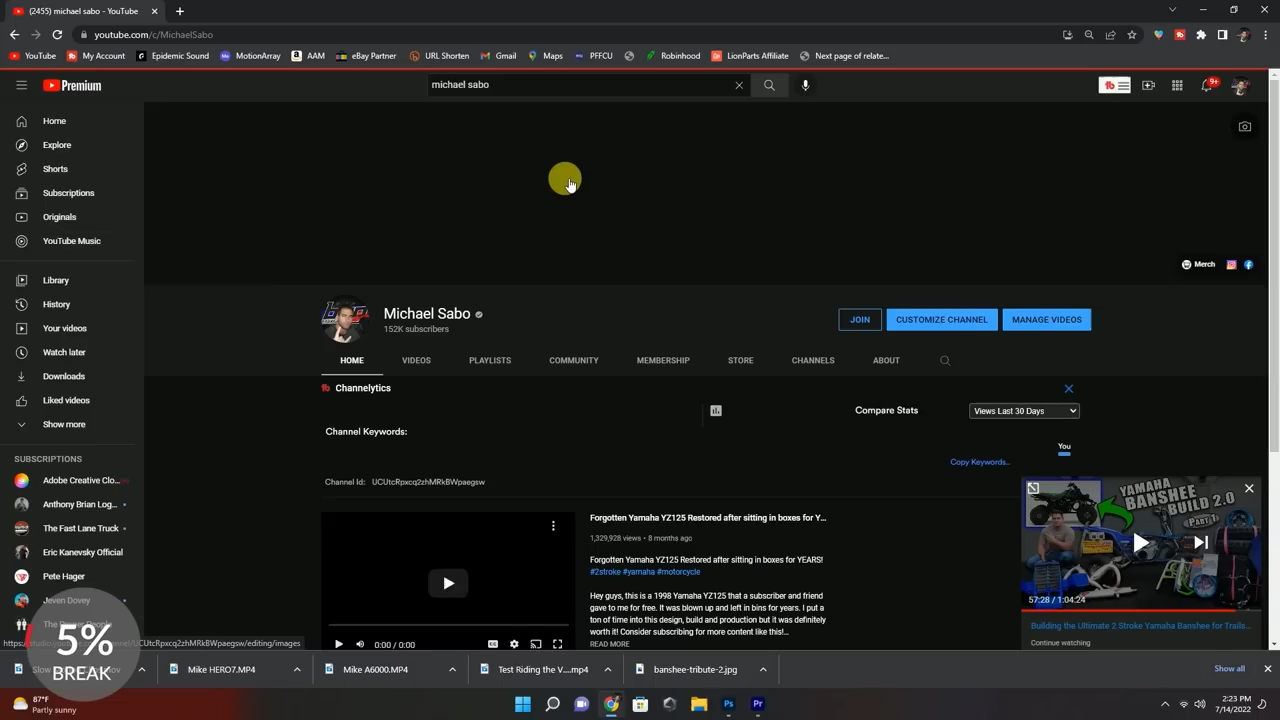 (2455) michael sabo - YouTube
youtube.com/c/MichaelSabo
YouTube
My Account
Epidemic Sound
MotionArray
AAM
eBay Partner
URL Shorten
Gmail
Maps
PFFCU
Robinhood
LionParts Affiliate
Next page of relate...
Premium
michael sabo
9+
Home
Explore
Shorts
Subscriptions
Originals
YouTube Music
Merch
Library
History
Your videos
Watch later
Downloads
Liked videos
Show more
Michael Sabo
152K subscribers
JOIN
CUSTOMIZE CHANNEL
MANAGE VIDEOS
HOME
VIDEOS
PLAYLISTS
COMMUNITY
MEMBERSHIP
STORE
CHANNELS
ABOUT
Channelytics
Compare Stats
Views Last 30 Days
Channel Keywords:
You
Copy Keywords..
Channel Id: UCUtcRpxcq2zhMRkBWpaegsw
SUBSCRIPTIONS
Adobe Creative Clo...
Anthony Brian Log...
The Fast Lane Truck
Eric Kanevsky Official
Pete Hager
Jeven Dovey
Forgotten Yamaha YZ125 Restored after sitting in boxes for Y...
1,329,928 views • 8 months ago
Forgotten Yamaha YZ125 Restored after sitting in boxes for YEARS!
#2stroke #yamaha #motorcycle
Hey guys, this is a 1998 Yamaha YZ125 that a subscriber and friend
gave to me for free. It was blown up and left in bins for years. I put a
ton of time into this design, build and production but it was definitely
worth it! Consider subscribing for more content like this!...
READ MORE
0:00 / 0:00
YAMAHA
BANSHEE
BUILD 2.0
PART 1
57:28 / 1:04:24
Building the Ultimate 2 Stroke Yamaha Banshee for Trails...
Continue watching
5%
BREAK
Mike HERO7.MP4
Mike A6000.MP4
Test Riding the V....mp4
banshee-tribute-2.jpg
Show all
87°F
Partly sunny
2:23 PM
7/14/2022